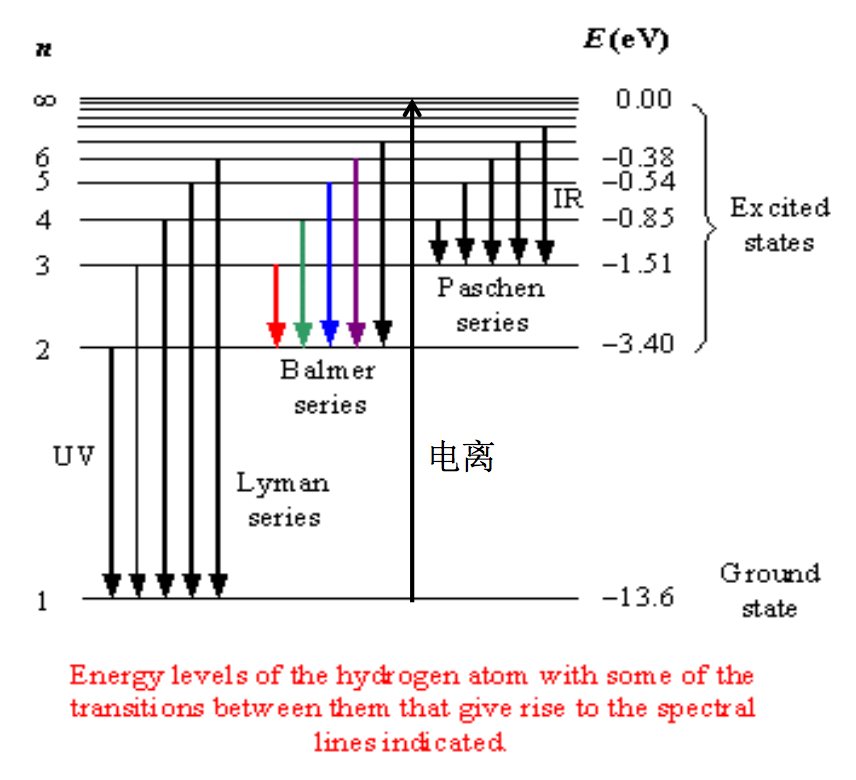 n
E (eV)
∞
0.00
6
−0.38
5
−0.54
IR
4
−0.85
Excited
states
3
−1.51
Paschen
series
2
−3.40
Balmer
series
UV
电离
Lyman
series
1
−13.6
Ground
state
Energy levels of the hydrogen atom with some of the
transitions between them that give rise to the spectral
lines indicated.